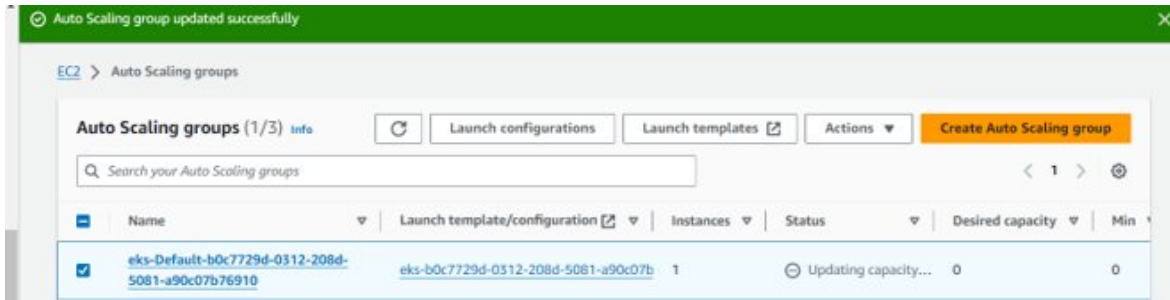 Auto Scaling group updated successfully
EC2 > Auto Scaling groups
Auto Scaling groups (1/3) Info Launch configurations Launch templates Actions Create Auto Scaling group
Search your Auto Scaling groups 1
Name Launch template/configuration Instances Status Desired capacity Min
eks-Default-b0c7729d-0312-208d-
5081-a90c07b76910 eks-b0c7729d-0312-208d-5081-a90c07b 1 Updating capacity... 0 0